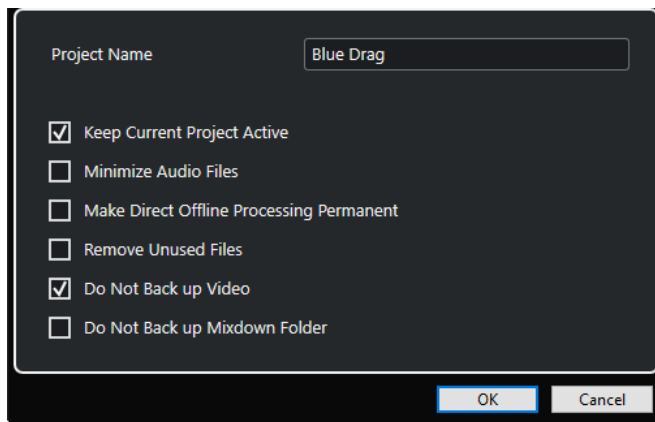 Project Name
Blue Drag
Keep Current Project Active
Minimize Audio Files
Make Direct Offline Processing Permanent
Remove Unused Files
Do Not Back up Video
Do Not Back up Mixdown Folder
OK
Cancel